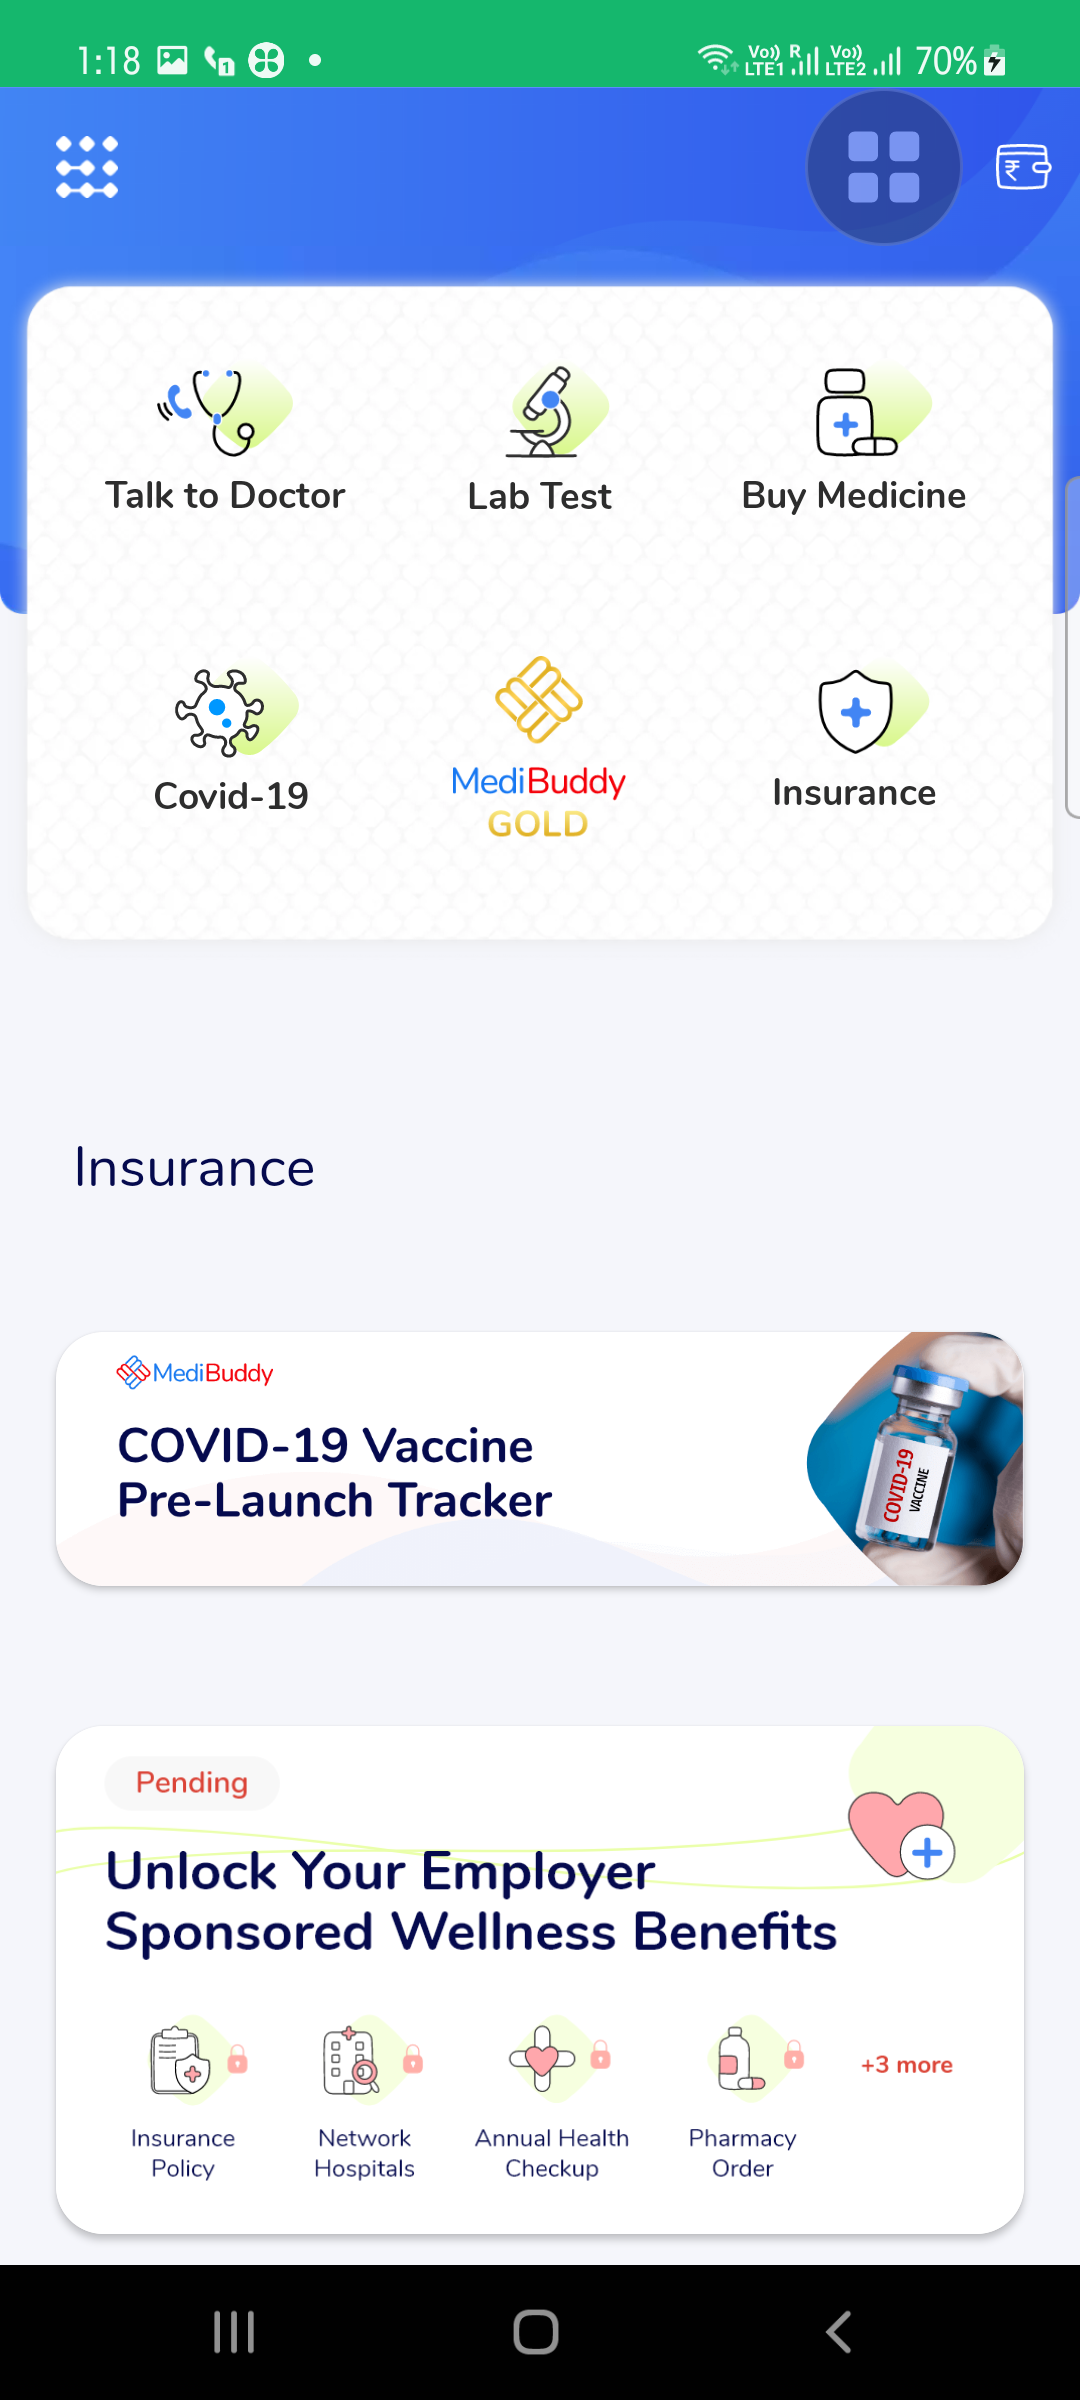 1:18
Vo)) LTE1 R Vo)) LTE2 70%
Talk to Doctor
Lab Test
Buy Medicine
Covid-19
MediBuddy
GOLD
Insurance
Insurance
MediBuddy
COVID-19 Vaccine
Pre-Launch Tracker
COVID-19
VACCINE
Pending
Unlock Your Employer
Sponsored Wellness Benefits
+3 more
Insurance
Policy
Network
Hospitals
Annual Health
Checkup
Pharmacy
Order